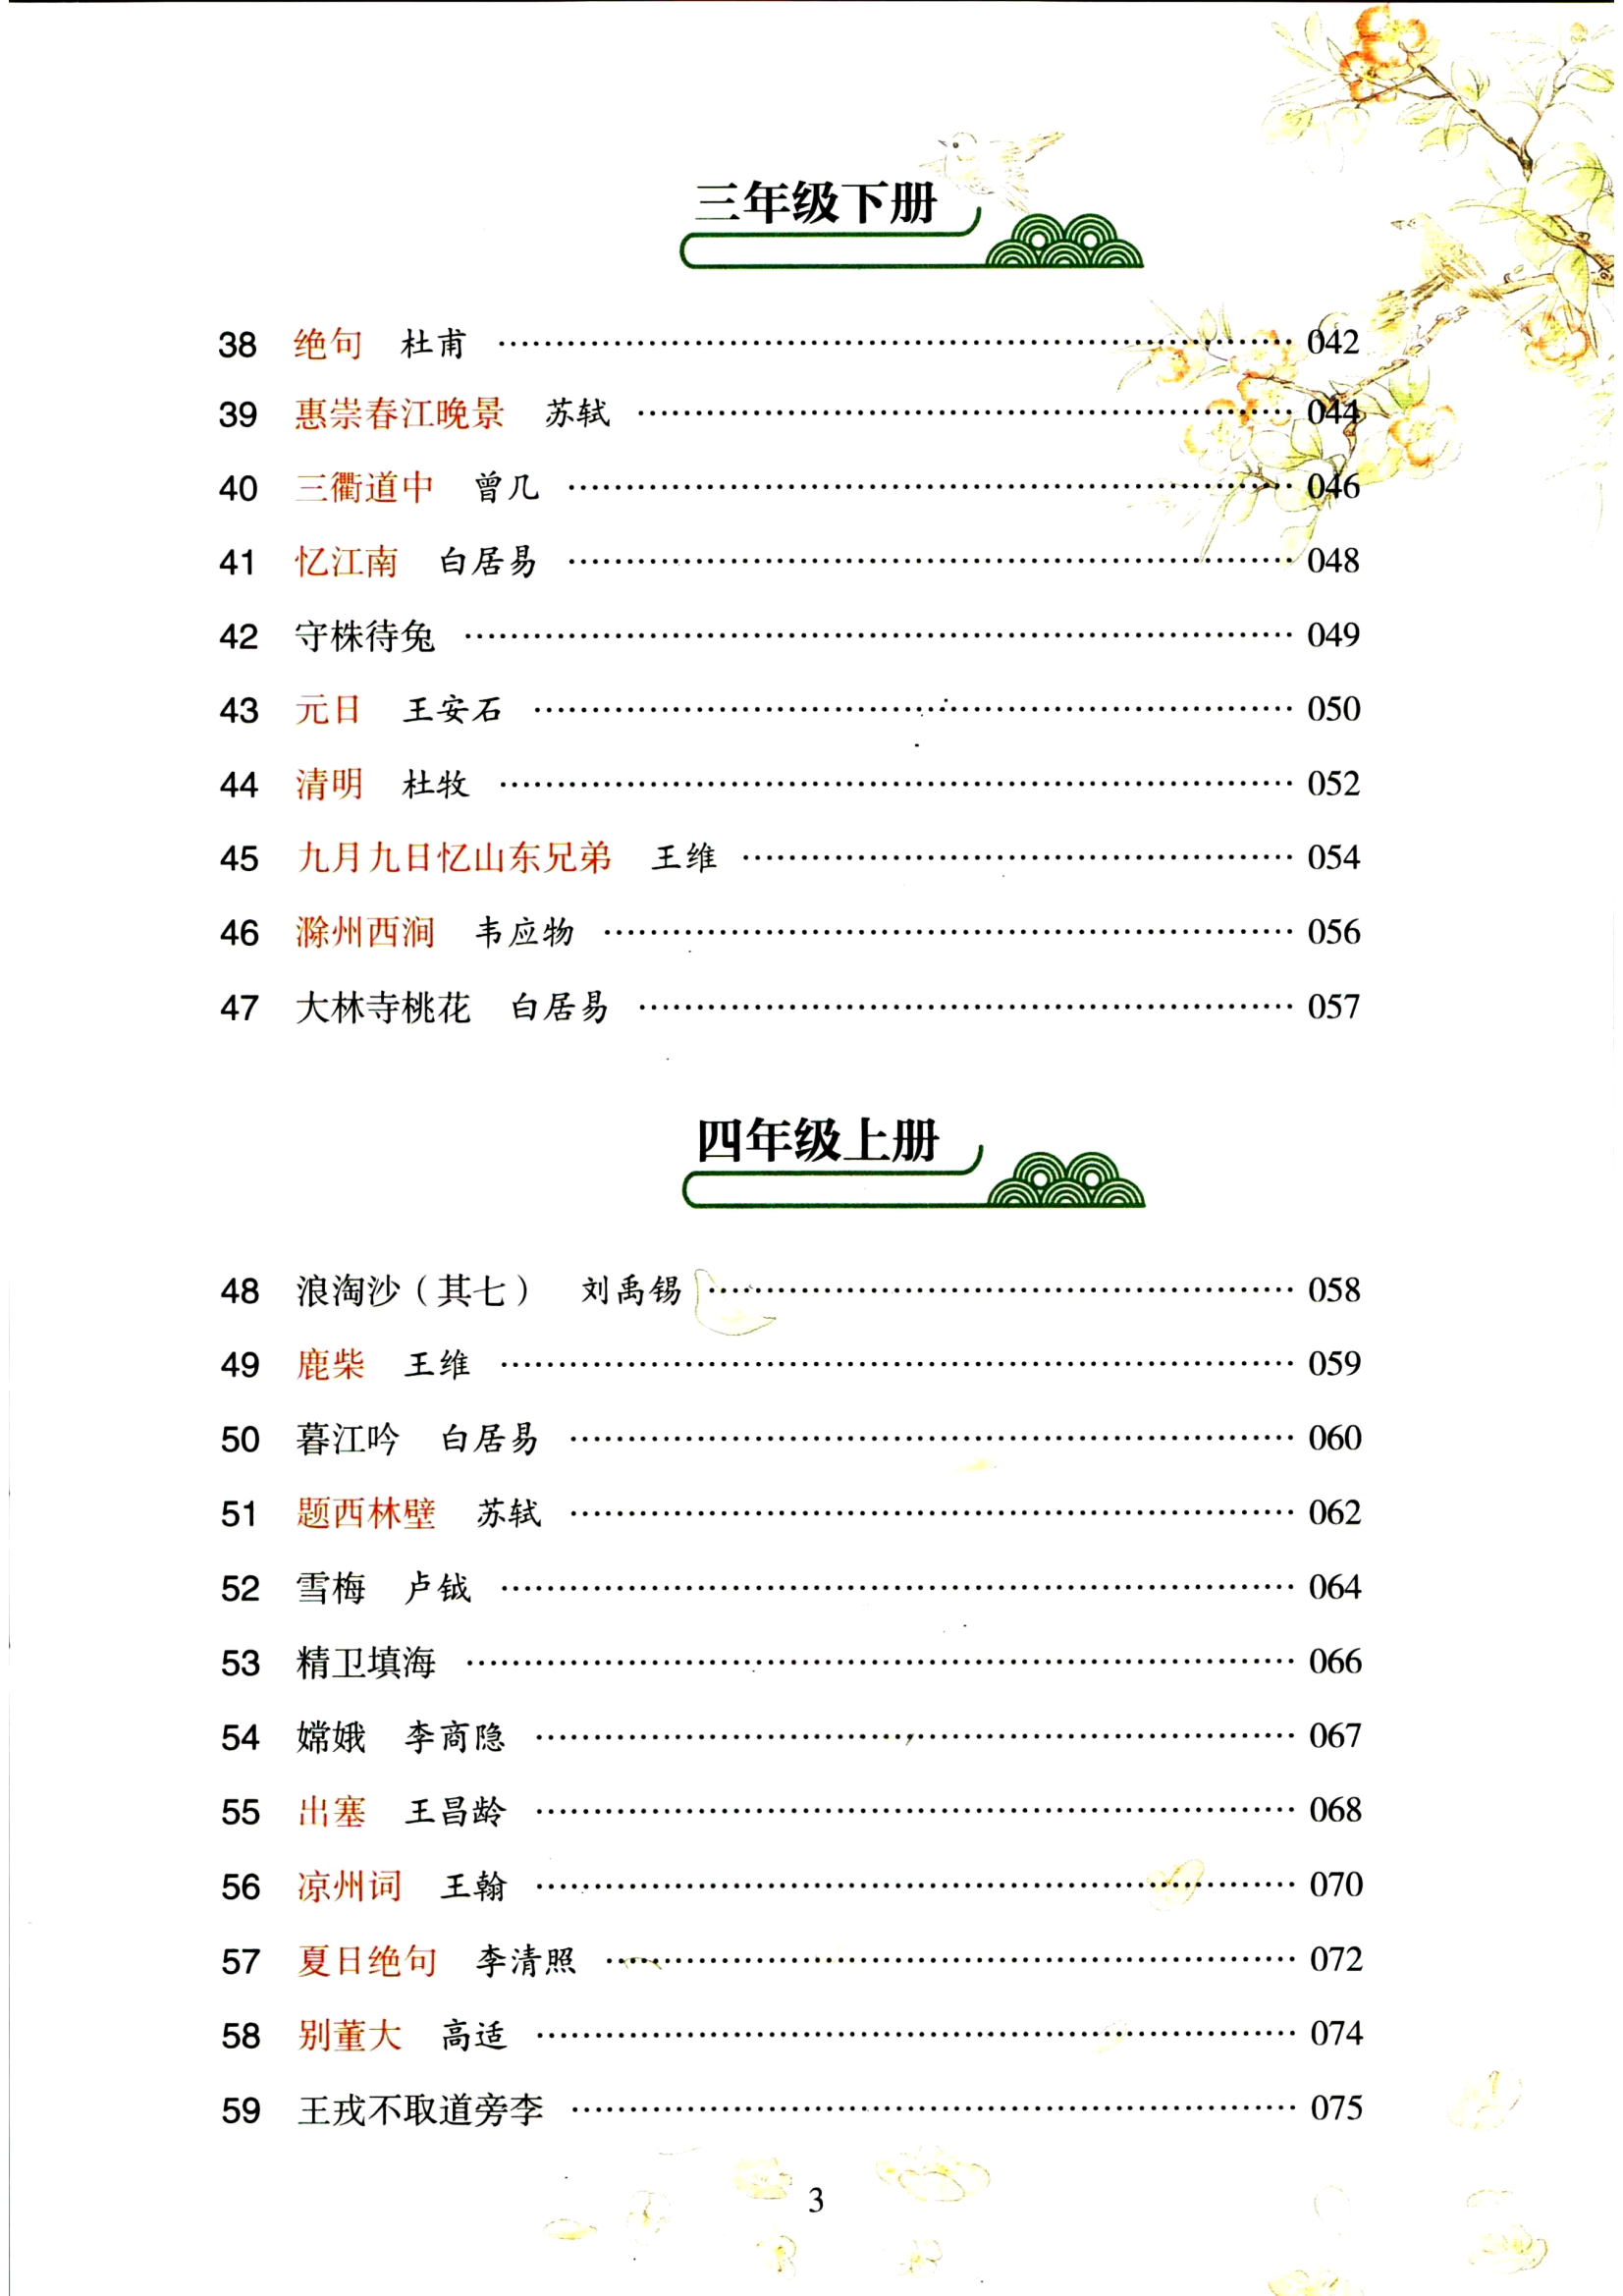 三年级下册
38 绝句 杜甫 …… 042
39 惠崇春江晚景 苏轼 …… 044
40 三衢道中 曾几 …… 046
41 忆江南 白居易 …… 048
42 守株待兔 …… 049
43 元日 王安石 …… 050
44 清明 杜牧 …… 052
45 九月九日忆山东兄弟 王维 …… 054
46 滁州西涧 韦应物 …… 056
47 大林寺桃花 白居易 …… 057
四年级上册
48 浪淘沙（其七） 刘禹锡 …… 058
49 鹿柴 王维 …… 059
50 暮江吟 白居易 …… 060
51 题西林壁 苏轼 …… 062
52 雪梅 卢钺 …… 064
53 精卫填海 …… 066
54 嫦娥 李商隐 …… 067
55 出塞 王昌龄 …… 068
56 凉州词 王翰 …… 070
57 夏日绝句 李清照 …… 072
58 别董大 高适 …… 074
59 王戎不取道旁李 …… 075
3